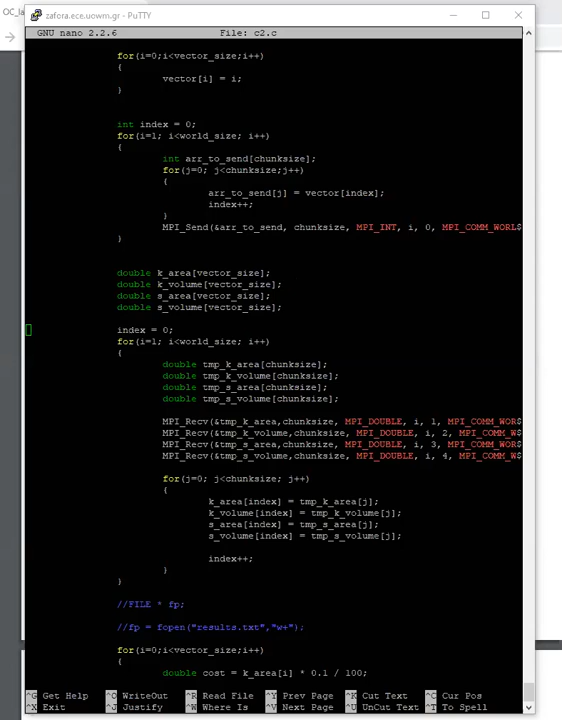 OC_la
zafora.ece.uowm.gr - PuTTY
GNU nano 2.2.6 File: c2.c
for(i=0;i<vector_size;i++)
{
vector[i] = i;
}
int index = 0;
for(i=1; i<world_size; i++)
{
int arr_to_send[chunksize];
for(j=0; j<chunksize;j++)
{
arr_to_send[j] = vector[index];
index++;
}
MPI_Send(&arr_to_send, chunksize, MPI_INT, i, 0, MPI_COMM_WORL$
}
double k_area[vector_size];
double k_volume[vector_size];
double s_area[vector_size];
double s_volume[vector_size];
index = 0;
for(i=1; i<world_size; i++)
{
double tmp_k_area[chunksize];
double tmp_k_volume[chunksize];
double tmp_s_area[chunksize];
double tmp_s_volume[chunksize];
MPI_Recv(&tmp_k_area,chunksize, MPI_DOUBLE, i, 1, MPI_COMM_WOR$
MPI_Recv(&tmp_k_volume,chunksize, MPI_DOUBLE, i, 2, MPI_COMM_W$
MPI_Recv(&tmp_s_area,chunksize, MPI_DOUBLE, i, 3, MPI_COMM_WOR$
MPI_Recv(&tmp_s_volume,chunksize, MPI_DOUBLE, i, 4, MPI_COMM_W$
for(j=0; j<chunksize; j++)
{
k_area[index] = tmp_k_area[j];
k_volume[index] = tmp_k_volume[j];
s_area[index] = tmp_s_area[j];
s_volume[index] = tmp_s_volume[j];
index++;
}
}
//FILE * fp;
//fp = fopen("results.txt","w+");
for(i=0;i<vector_size;i++)
{
double cost = k_area[i] * 0.1 / 100;
^G Get Help ^O WriteOut ^R Read File ^Y Prev Page ^K Cut Text ^C Cur Pos
^X Exit ^J Justify ^W Where Is ^V Next Page ^U UnCut Text ^T To Spell